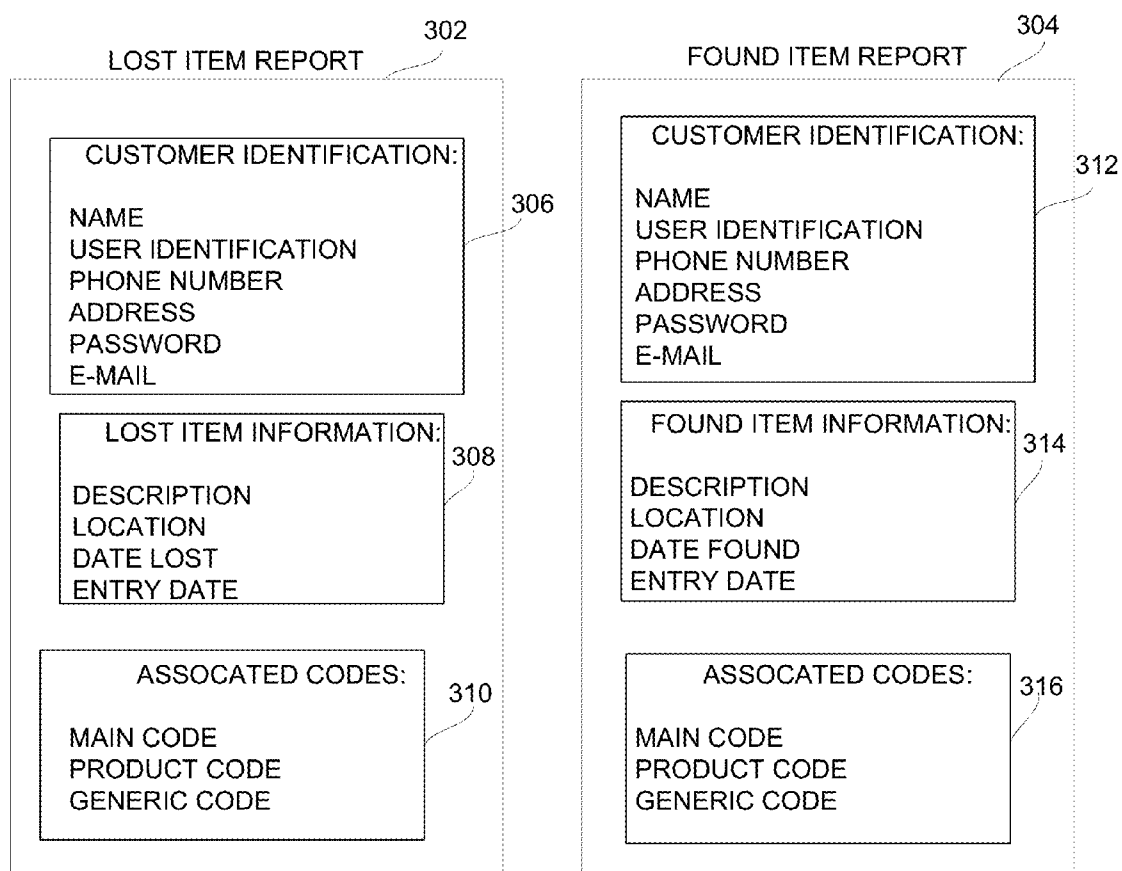 302
LOST ITEM REPORT
CUSTOMER IDENTIFICATION:
306
NAME
USER IDENTIFICATION
PHONE NUMBER
ADDRESS
PASSWORD
E-MAIL
LOST ITEM INFORMATION:
308
DESCRIPTION
LOCATION
DATE LOST
ENTRY DATE
ASSOCATED CODES:
310
MAIN CODE
PRODUCT CODE
GENERIC CODE
304
FOUND ITEM REPORT
CUSTOMER IDENTIFICATION:
312
NAME
USER IDENTIFICATION
PHONE NUMBER
ADDRESS
PASSWORD
E-MAIL
FOUND ITEM INFORMATION:
314
DESCRIPTION
LOCATION
DATE FOUND
ENTRY DATE
ASSOCATED CODES:
316
MAIN CODE
PRODUCT CODE
GENERIC CODE